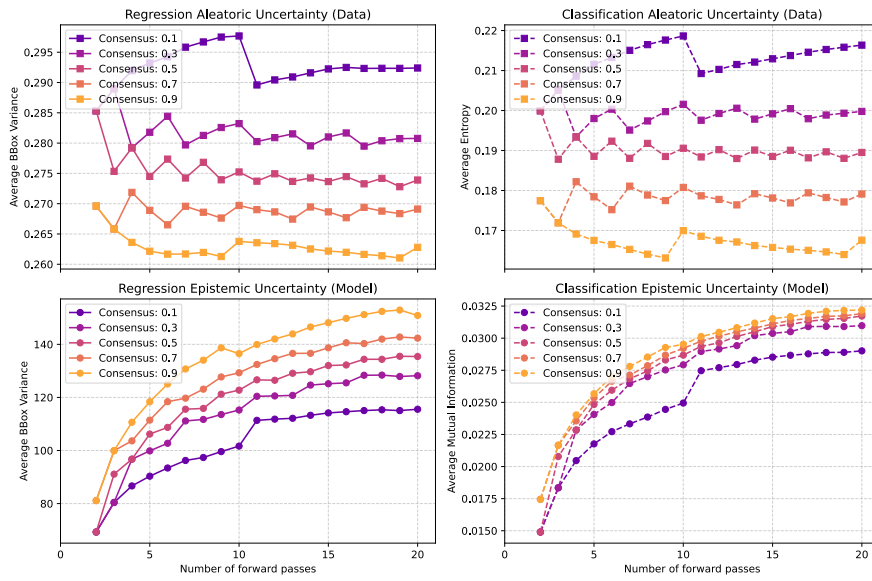 Regression Aleatoric Uncertainty (Data)
Average BBox Variance
0.295
0.290
0.285
0.280
0.275
0.270
0.265
0.260
Consensus: 0.1
Consensus: 0.3
Consensus: 0.5
Consensus: 0.7
Consensus: 0.9
Classification Aleatoric Uncertainty (Data)
Average Entropy
0.22
0.21
0.20
0.19
0.18
0.17
Consensus: 0.1
Consensus: 0.3
Consensus: 0.5
Consensus: 0.7
Consensus: 0.9
Regression Epistemic Uncertainty (Model)
Average BBox Variance
140
120
100
80
Consensus: 0.1
Consensus: 0.3
Consensus: 0.5
Consensus: 0.7
Consensus: 0.9
0 5 10 15 20
Number of forward passes
Classification Epistemic Uncertainty (Model)
Average Mutual Information
0.0325
0.0300
0.0275
0.0250
0.0225
0.0200
0.0175
0.0150
Consensus: 0.1
Consensus: 0.3
Consensus: 0.5
Consensus: 0.7
Consensus: 0.9
0 5 10 15 20
Number of forward passes